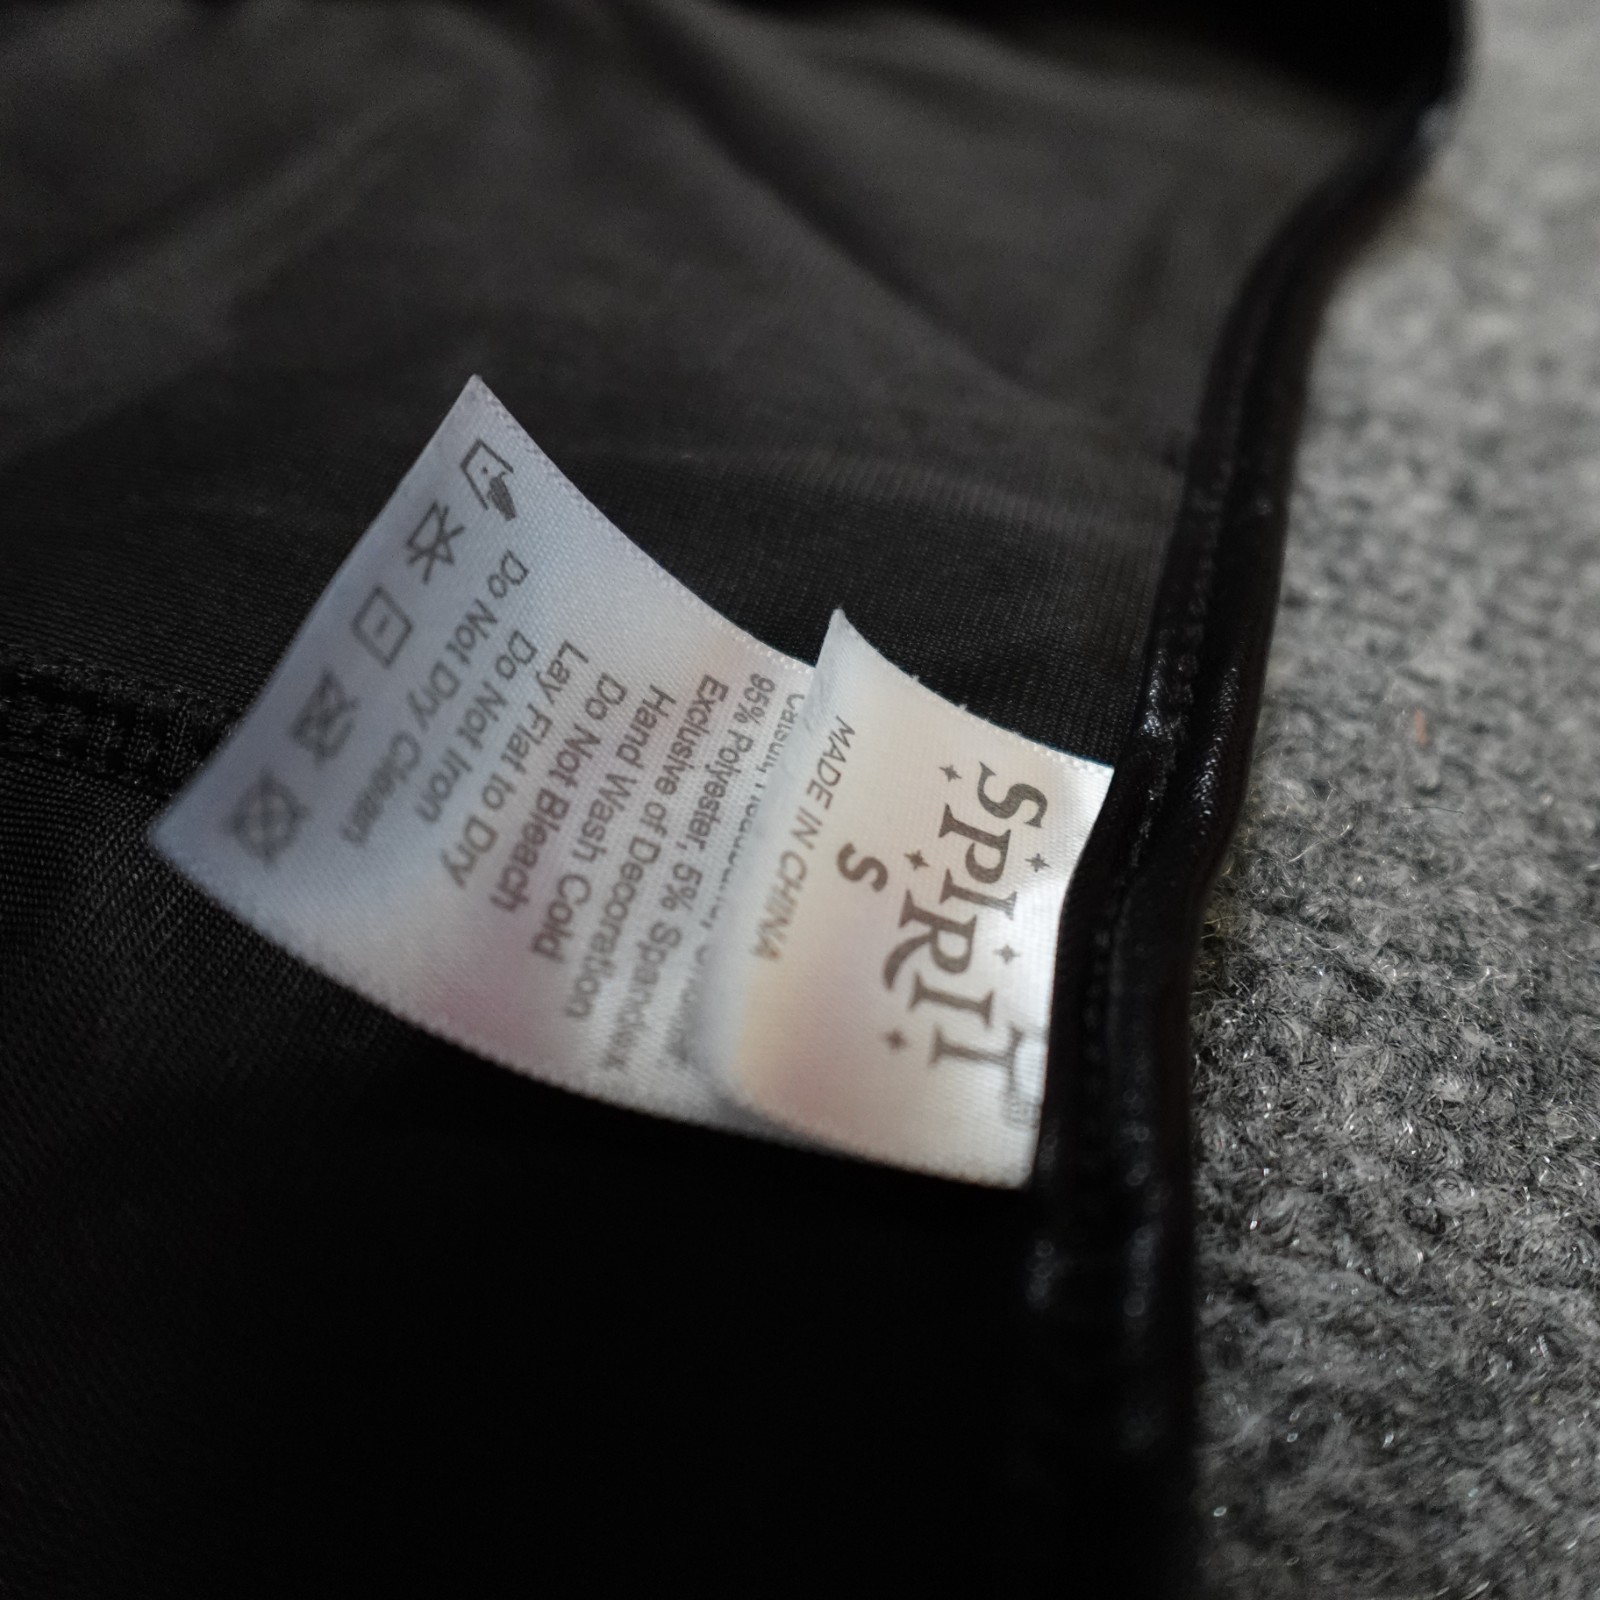 SPIRIT
S
MADE IN CHINA
95% Polyester, 5% Spandex
Exclusive of Decoration
Hand Wash Cold
Do Not Bleach
Lay Flat to Dry
Do Not Iron
Do Not Dry Clean